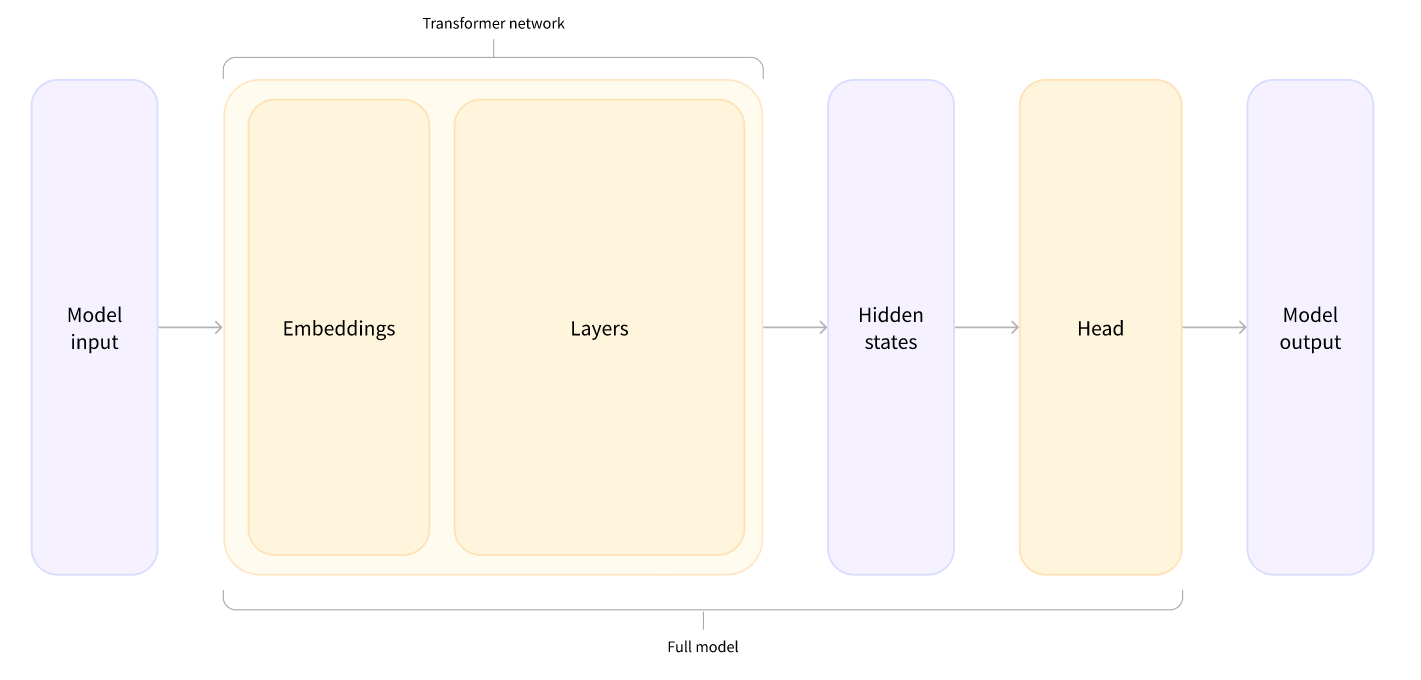 Transformer network
Model
input
Embeddings
Layers
Hidden
states
Head
Model
output
Full model